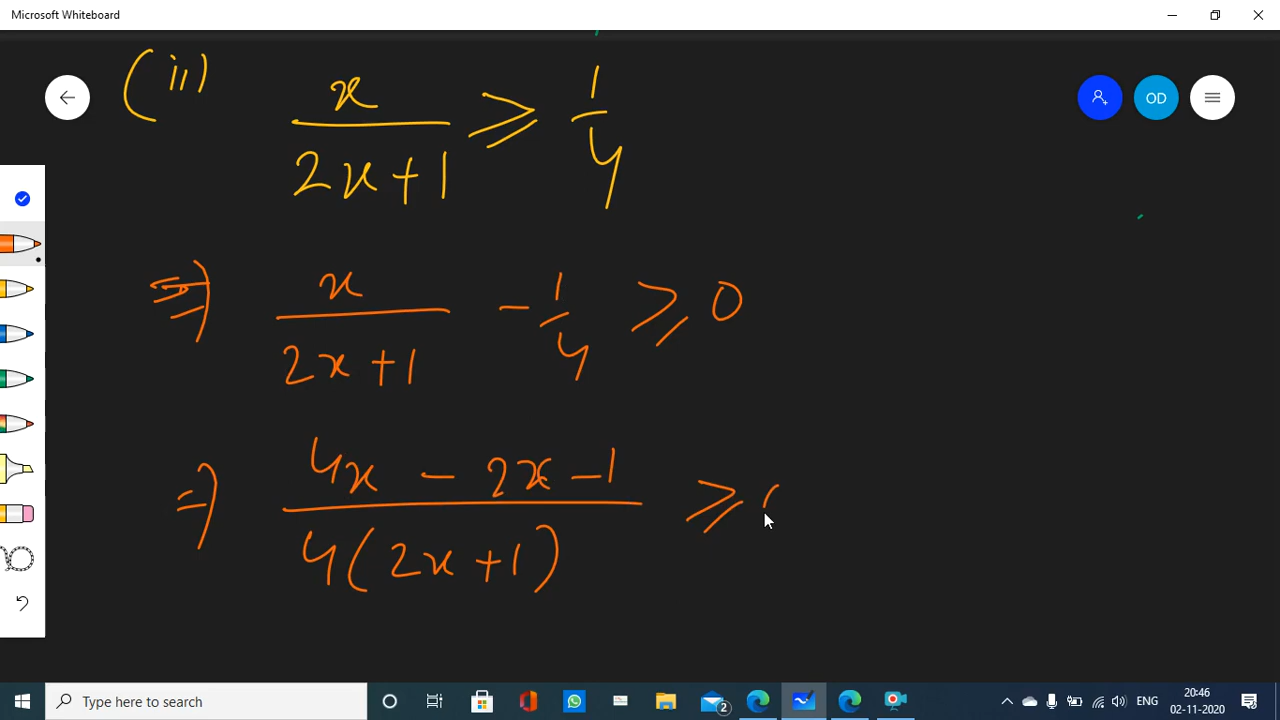 Microsoft Whiteboard
(ii) x/(2x+1) ≥ 1/4
OD
⇒ x/(2x+1) - 1/4 ≥ 0
⇒ (4x - 2x - 1)/(4(2x+1)) ≥
Type here to search
2
ENG
20:46
02-11-2020